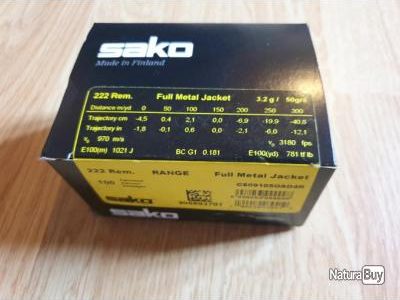 sako
Made in Finland
222 Rem. Full Metal Jacket 3.2 g / 50grs
Distance m/yd 0 50 100 150 200 250 300
Trajectory cm -4,5 0,4 2,1 0,0 -6,9 -19,9 -40,8
Trajectory in -1,8 -0,1 0,6 0,0 -2,1 -6,0 -12,1
v₀ 970 m/s v₀ 3180 fps
E100(m) 1021 J BC G1 0.181 E100(yd) 781 tf lb
222 Rem. RANGE Full Metal Jacket
100
sako
NaturaBuy